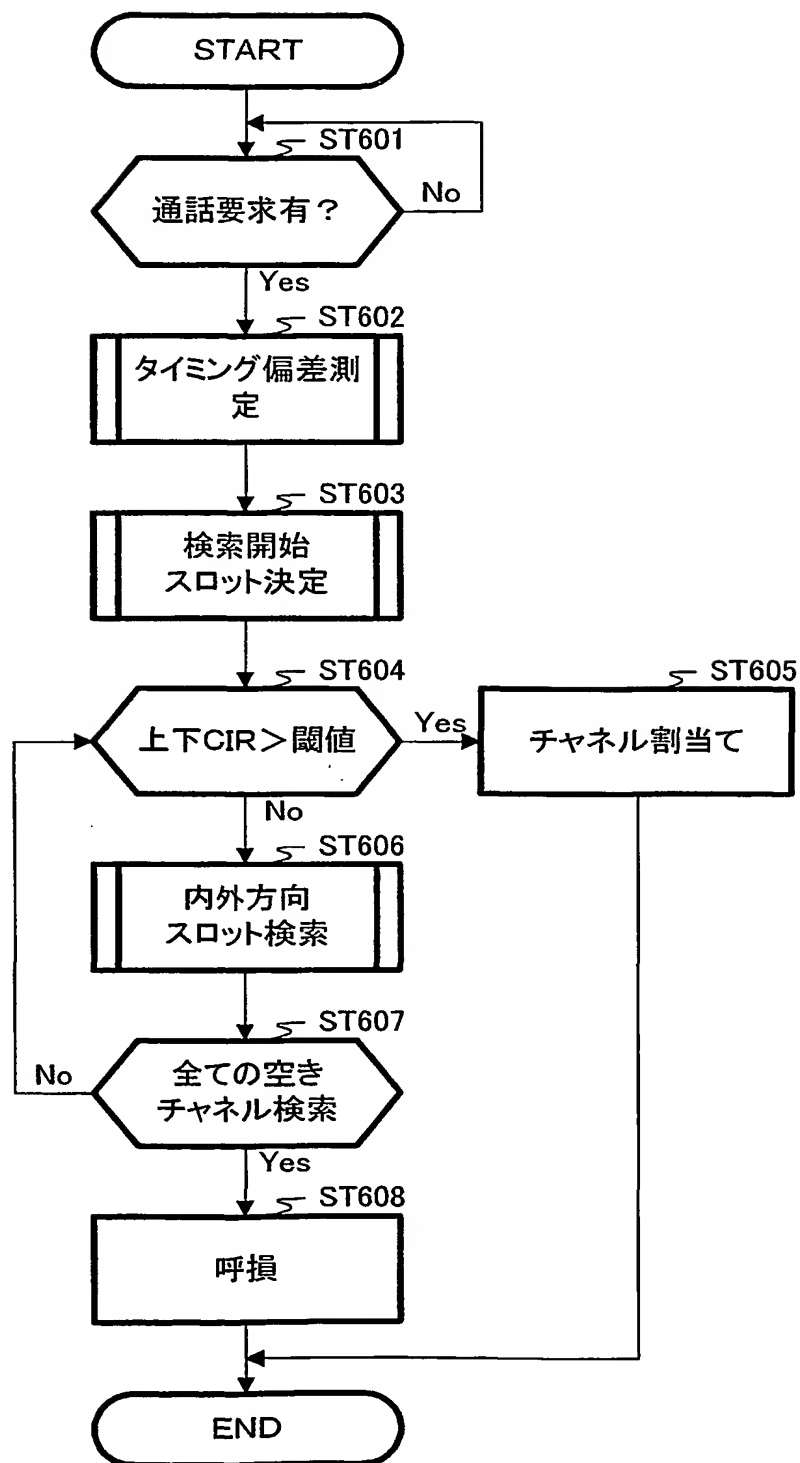 START
ST601
通話要求有？
No
Yes
ST602
タイミング偏差測
定
ST603
検索開始
スロット決定
ST604
ST605
上下CIR＞閾値
Yes
チャネル割当て
No
ST606
内外方向
スロット検索
ST607
No
全ての空き
チャネル検索
Yes
ST608
呼損
END